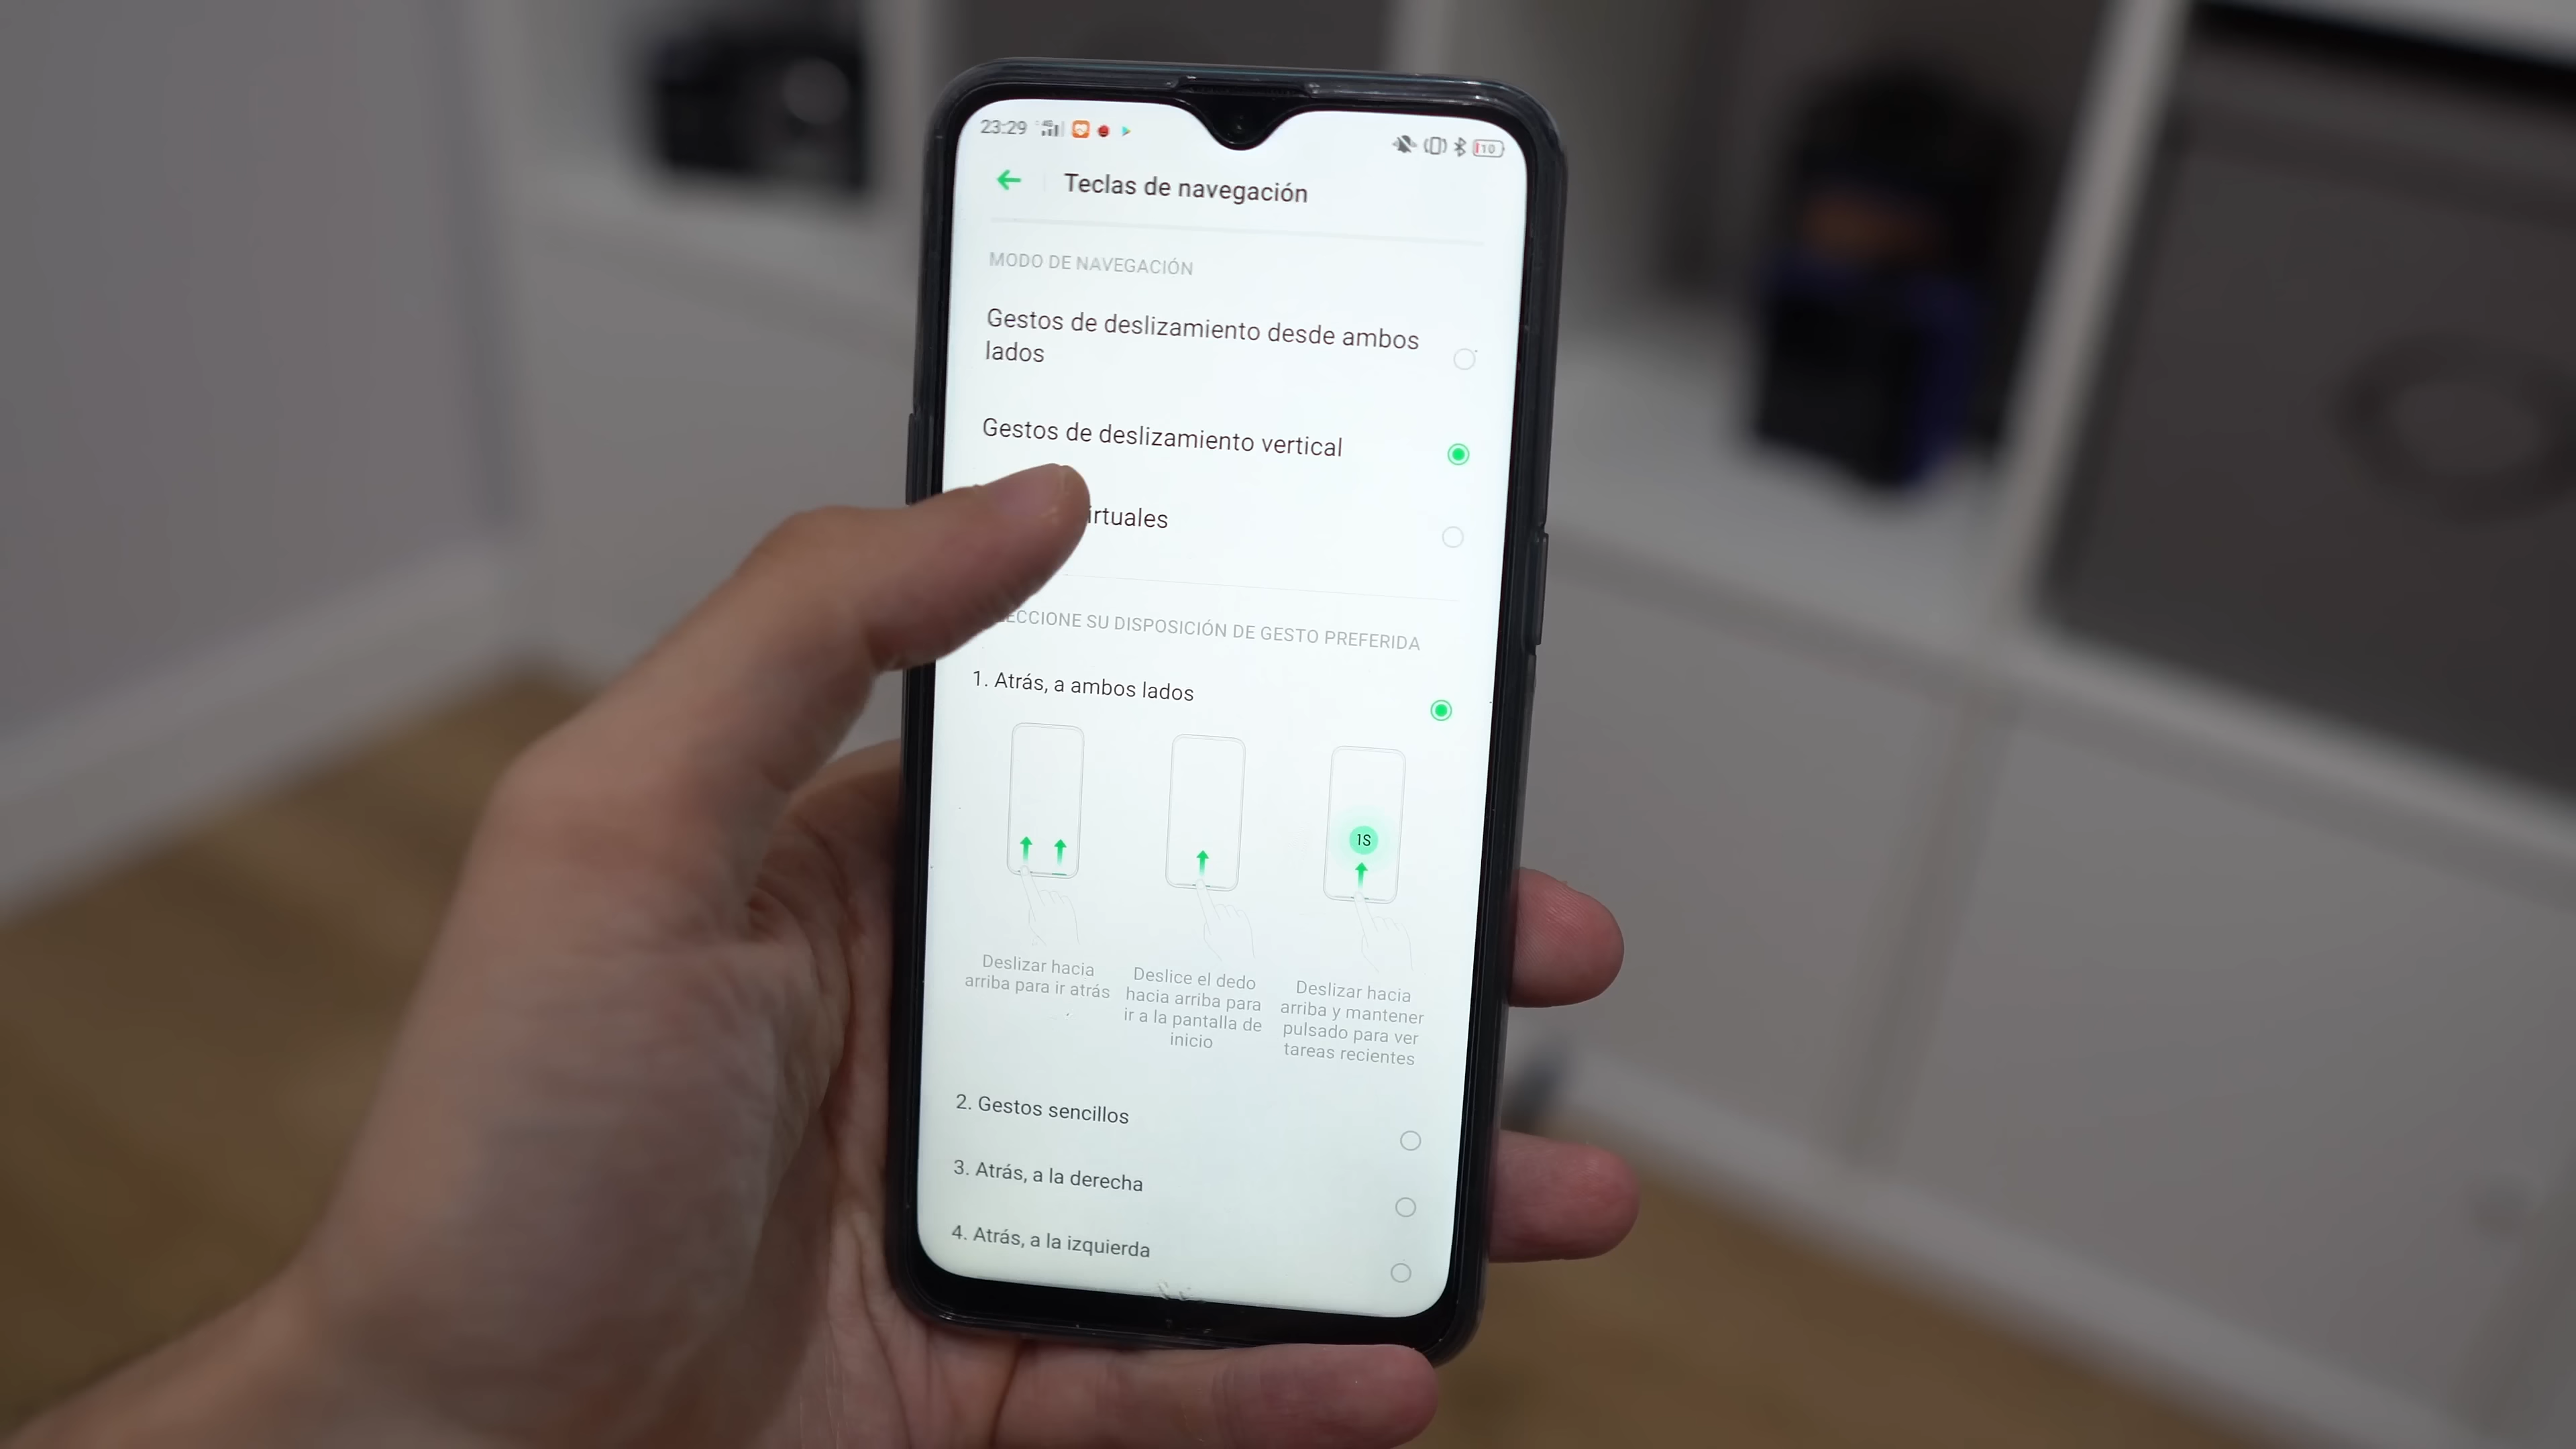 23:29 4G 10
Teclas de navegación
MODO DE NAVEGACIÓN
Gestos de deslizamiento desde ambos
lados
Gestos de deslizamiento vertical
irtuales
ECCIONE SU DISPOSICIÓN DE GESTO PREFERIDA
1. Atrás, a ambos lados
1S
Deslizar hacia
arriba para ir atrás
Deslice el dedo
hacia arriba para
ir a la pantalla de
inicio
Deslizar hacia
arriba y mantener
pulsado para ver
tareas recientes
2. Gestos sencillos
3. Atrás, a la derecha
4. Atrás, a la izquierda